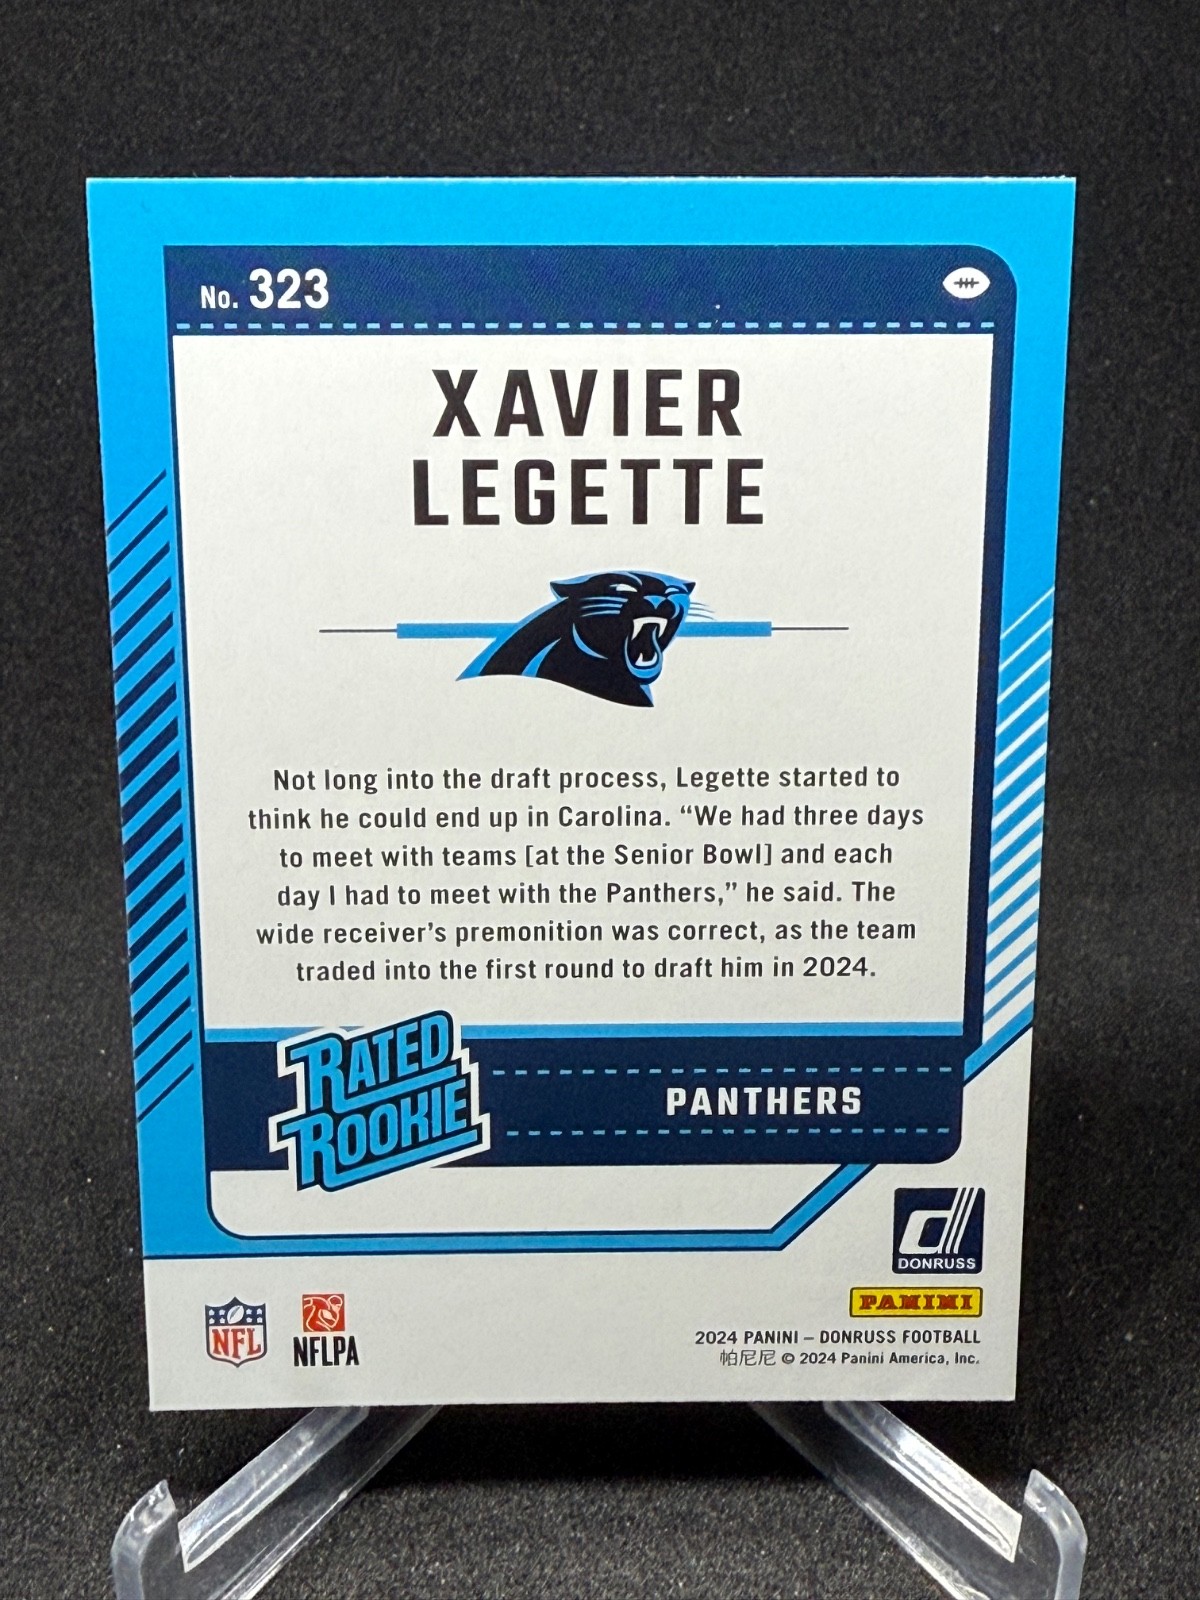 No. 323
XAVIER
LEGETTE
Not long into the draft process, Legette started to
think he could end up in Carolina. “We had three days
to meet with teams [at the Senior Bowl] and each
day I had to meet with the Panthers,” he said. The
wide receiver’s premonition was correct, as the team
traded into the first round to draft him in 2024.
RATED
ROOKIE
PANTHERS
d
DONRUSS
PANINI
NFL
NFLPA
2024 PANINI – DONRUSS FOOTBALL
帕尼尼 © 2024 Panini America, Inc.